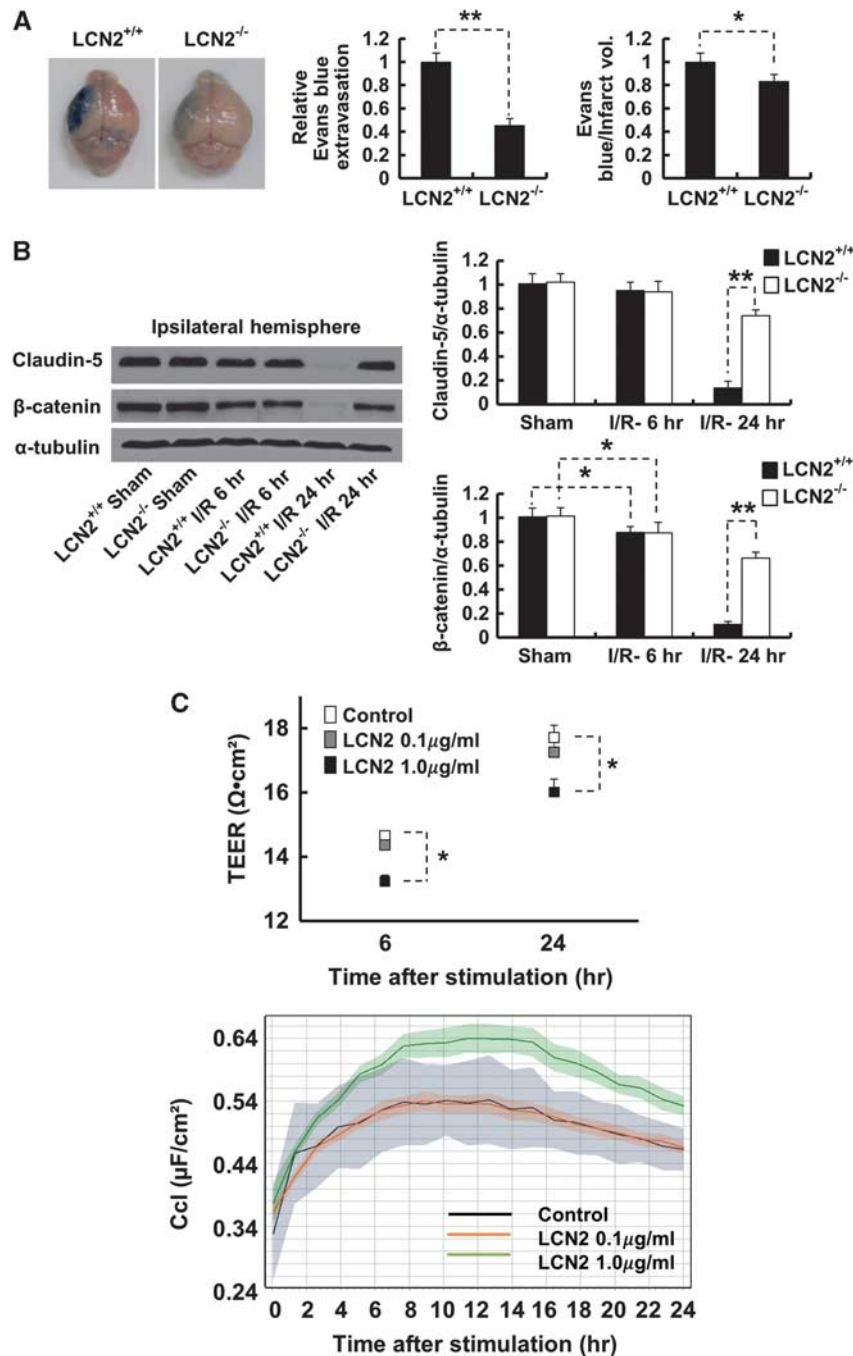 A
LCN2+/+
LCN2-/-
Relative
Evans blue
extravasation
1.2
1
0.8
0.6
0.4
0.2
0
**
LCN2+/+
LCN2-/-
Evans
blue/Infarct vol.
1.2
1
0.8
0.6
0.4
0.2
0
*
LCN2+/+
LCN2-/-
B
Ipsilateral hemisphere
Claudin-5
β-catenin
α-tubulin
LCN2+/+ Sham
LCN2-/- Sham
LCN2+/+ I/R 6 hr
LCN2-/- I/R 6 hr
LCN2+/+ I/R 24 hr
LCN2-/- I/R 24 hr
Claudin-5/α-tubulin
1.2
1
0.8
0.6
0.4
0.2
0
LCN2+/+
LCN2-/-
**
Sham
I/R- 6 hr
I/R- 24 hr
β-catenin/α-tubulin
1.2
1
0.8
0.6
0.4
0.2
0
*
*
LCN2+/+
LCN2-/-
**
Sham
I/R- 6 hr
I/R- 24 hr
C
TEER (Ω•cm²)
18
16
14
12
Control
LCN2 0.1μg/ml
LCN2 1.0μg/ml
*
*
6
24
Time after stimulation (hr)
Ccl (μF/cm²)
0.64
0.54
0.44
0.34
0.24
Control
LCN2 0.1μg/ml
LCN2 1.0μg/ml
0 2 4 6 8 10 12 14 16 18 20 22 24
Time after stimulation (hr)